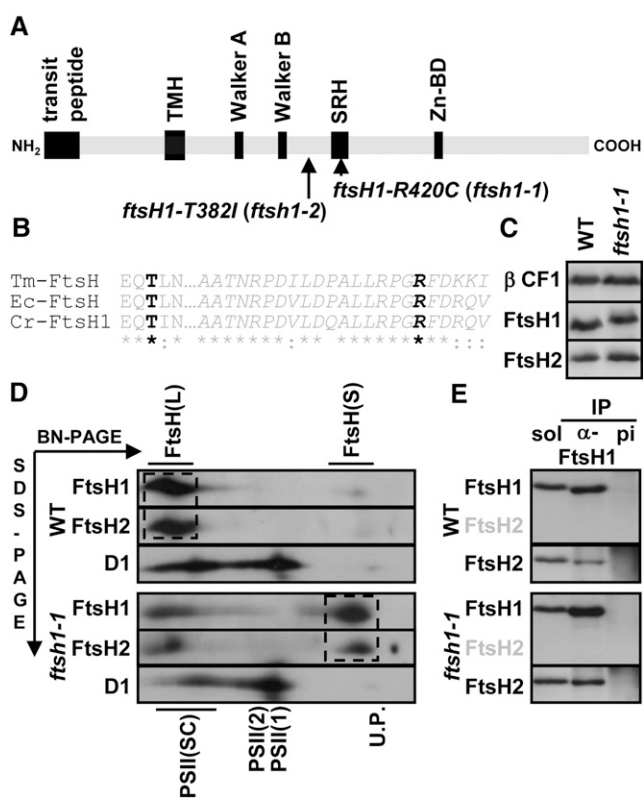 A
transit
peptide
TMH
Walker A
Walker B
SRH
Zn-BD
NH2
COOH
ftsH1-R420C (ftsh1-1)
ftsH1-T382I (ftsh1-2)
B
Tm-FtsH EQTLN…AATNRPDILDPALLRPGRFDKKI
Ec-FtsH EQTLN…AATNRPDVLDPALLRPGRFDRQV
Cr-FtsH1 EQTIN…AATNRPDVLDQALLRPGRFDRQV
C
WT
ftsh1-1
β CF1
FtsH1
FtsH2
D
BN-PAGE
SDS-PAGE
FtsH(L)
FtsH(S)
WT
FtsH1
FtsH2
D1
ftsh1-1
FtsH1
FtsH2
D1
PSII(SC)
PSII(2)
PSII(1)
U.P.
E
IP
sol α- pi
FtsH1
WT
FtsH1
FtsH2
FtsH2
ftsh1-1
FtsH1
FtsH2
FtsH2